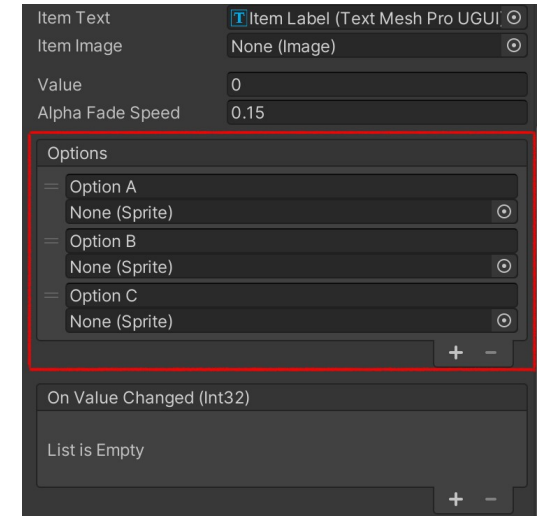 Item Text
Item Label (Text Mesh Pro UGUI
Item Image
None (Image)
Value
0
Alpha Fade Speed
0.15
Options
Option A
None (Sprite)
Option B
None (Sprite)
Option C
None (Sprite)
+ -
On Value Changed (Int32)
List is Empty
+ -